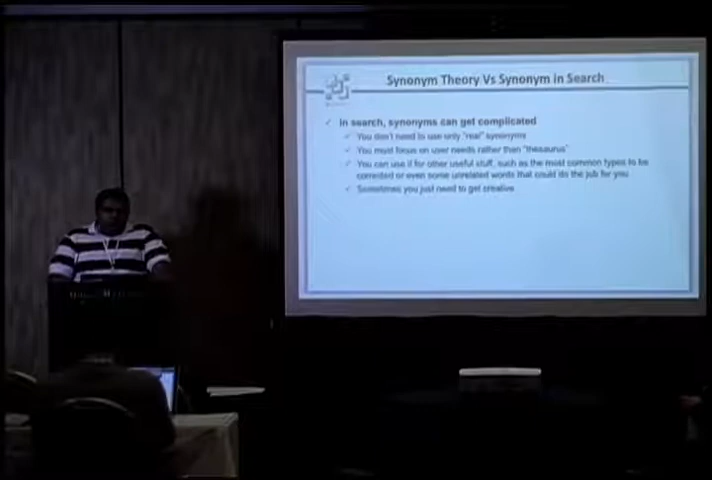 Synonym Theory Vs Synonym in Search
In search, synonyms can get complicated
You don't need to use only "real" synonyms
You must focus on user needs rather than "thesaurus"
You can use it for other useful stuff, such as the most common types to be
corrected or even some unrelated words that could do the job for you
Sometimes you just need to get creative